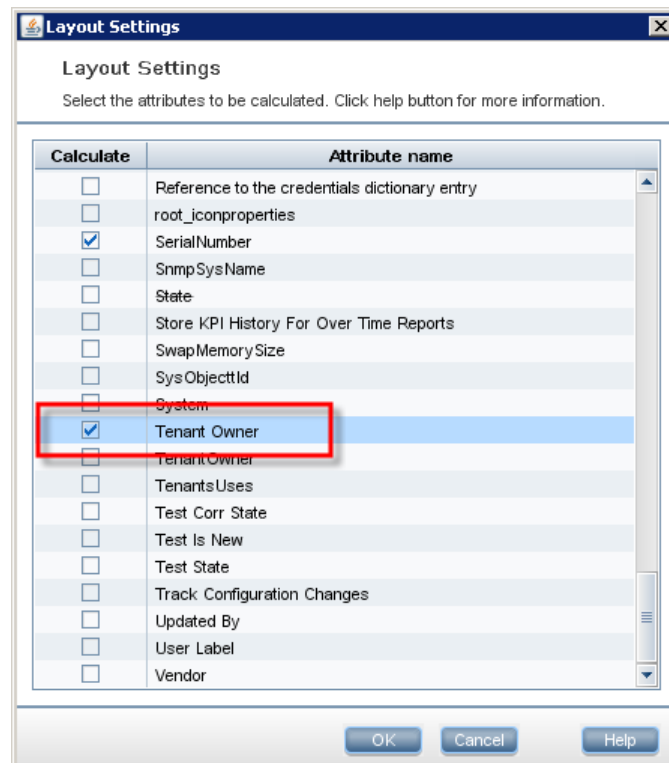 Layout Settings
Layout Settings
Select the attributes to be calculated. Click help button for more information.
Calculate Attribute name
Reference to the credentials dictionary entry
root_iconproperties
SerialNumber
SnmpSysName
State
Store KPI History For Over Time Reports
SwapMemorySize
SysObjecttId
System
Tenant Owner
TenantOwner
TenantsUses
Test Corr State
Test Is New
Test State
Track Configuration Changes
Updated By
User Label
Vendor
OK Cancel Help